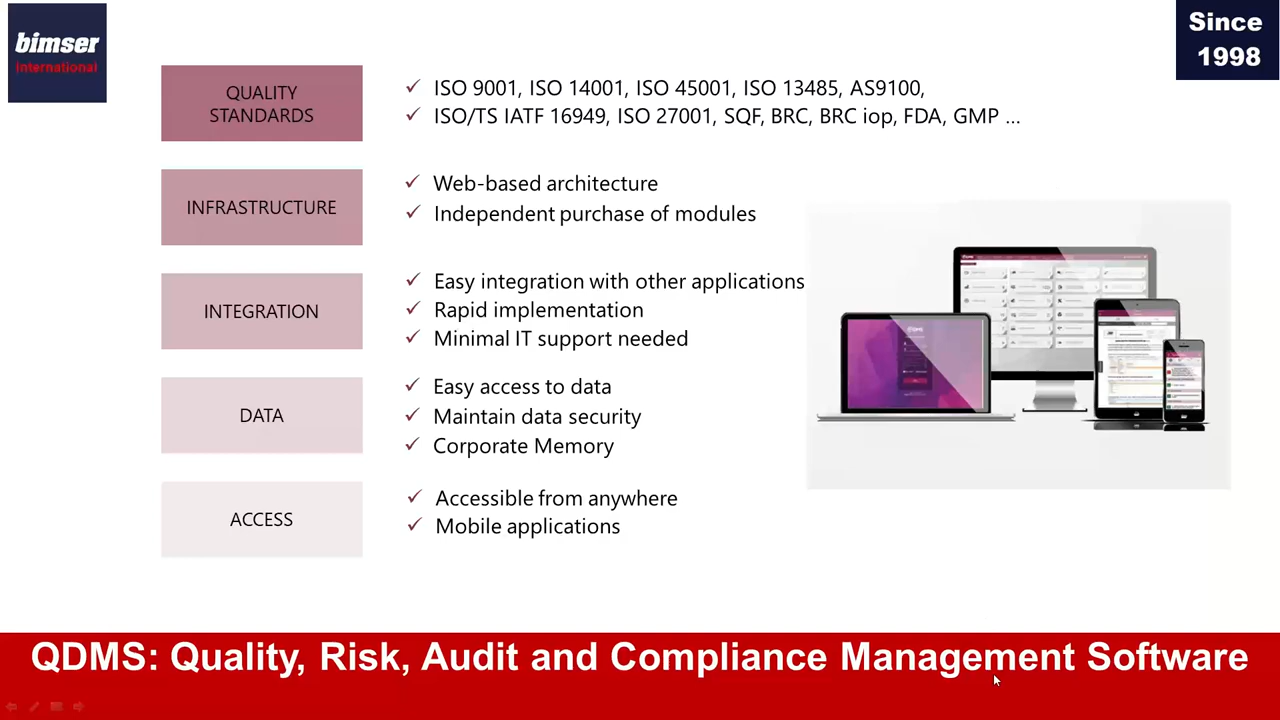 bimser
international
Since
1998
QUALITY
STANDARDS
ISO 9001, ISO 14001, ISO 45001, ISO 13485, AS9100,
ISO/TS IATF 16949, ISO 27001, SQF, BRC, BRC iop, FDA, GMP ...
INFRASTRUCTURE
Web-based architecture
Independent purchase of modules
INTEGRATION
Easy integration with other applications
Rapid implementation
Minimal IT support needed
DATA
Easy access to data
Maintain data security
Corporate Memory
ACCESS
Accessible from anywhere
Mobile applications
QDMS: Quality, Risk, Audit and Compliance Management Software